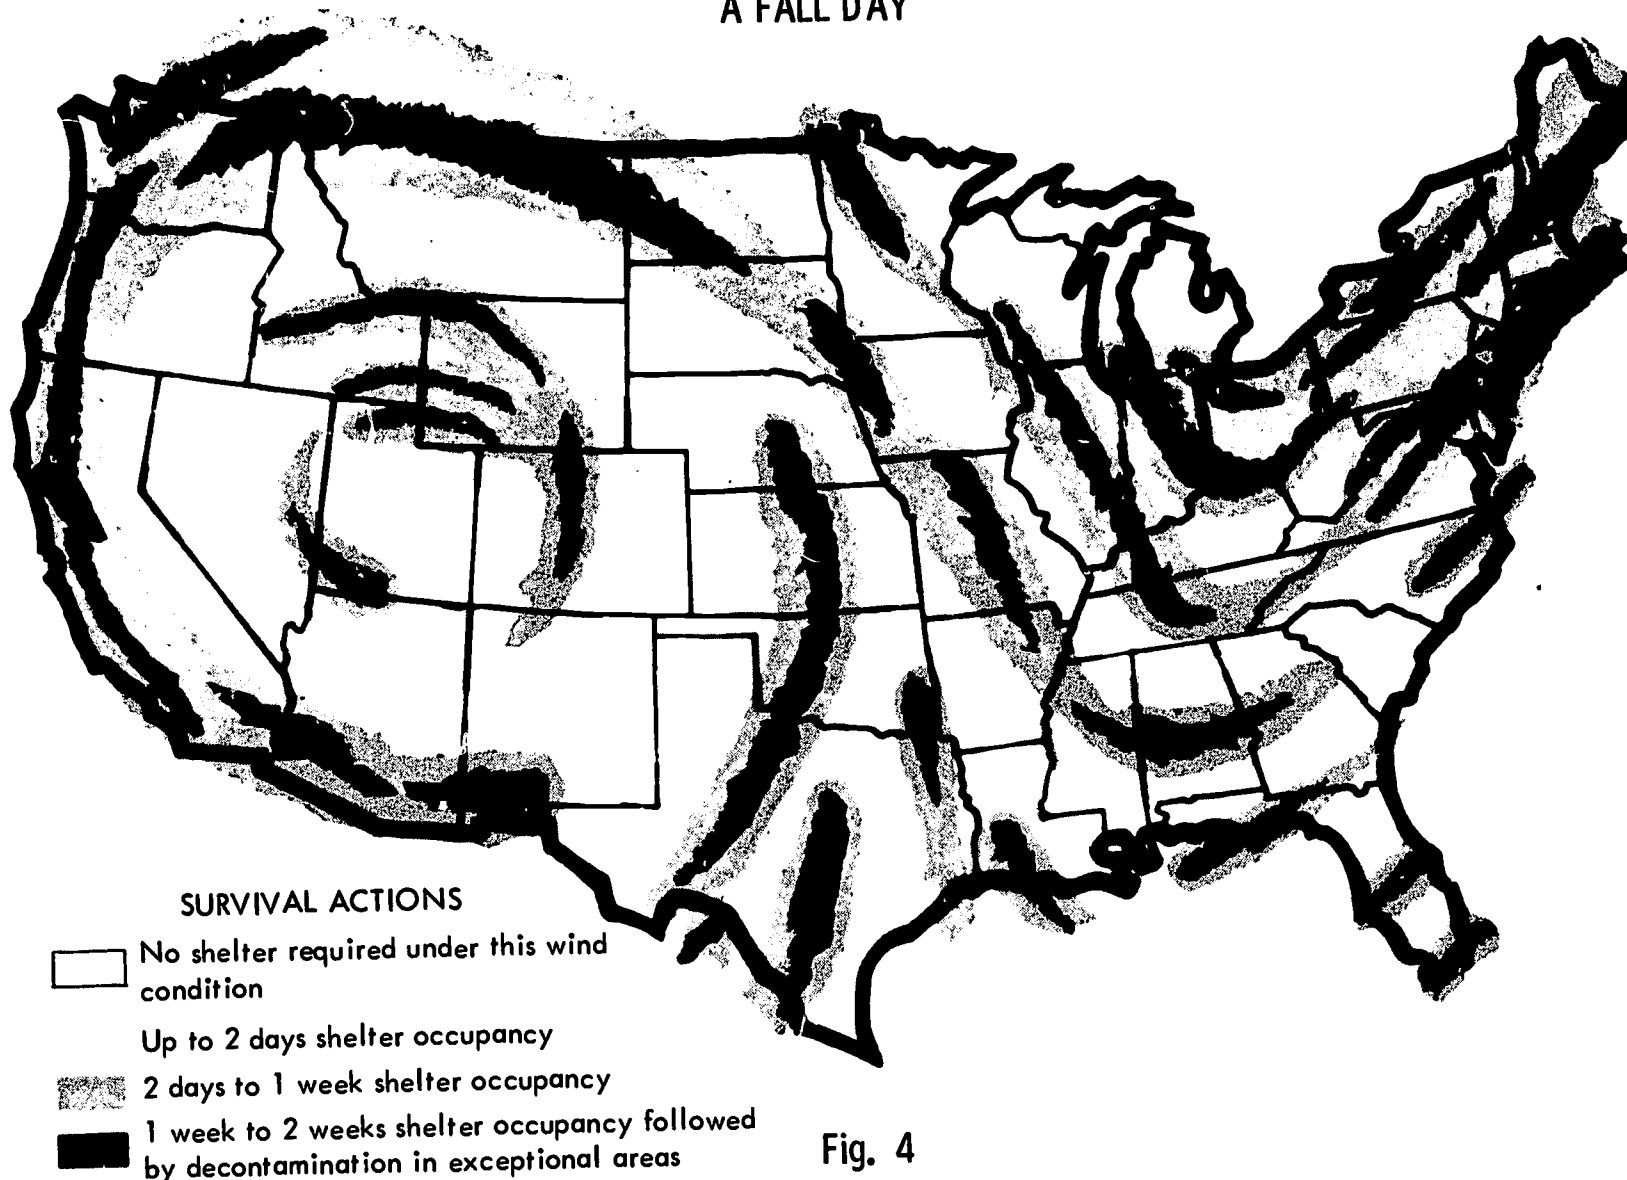 A FALL DAY
SURVIVAL ACTIONS
No shelter required under this wind
condition
Up to 2 days shelter occupancy
2 days to 1 week shelter occupancy
1 week to 2 weeks shelter occupancy followed
by decontamination in exceptional areas
Fig. 4